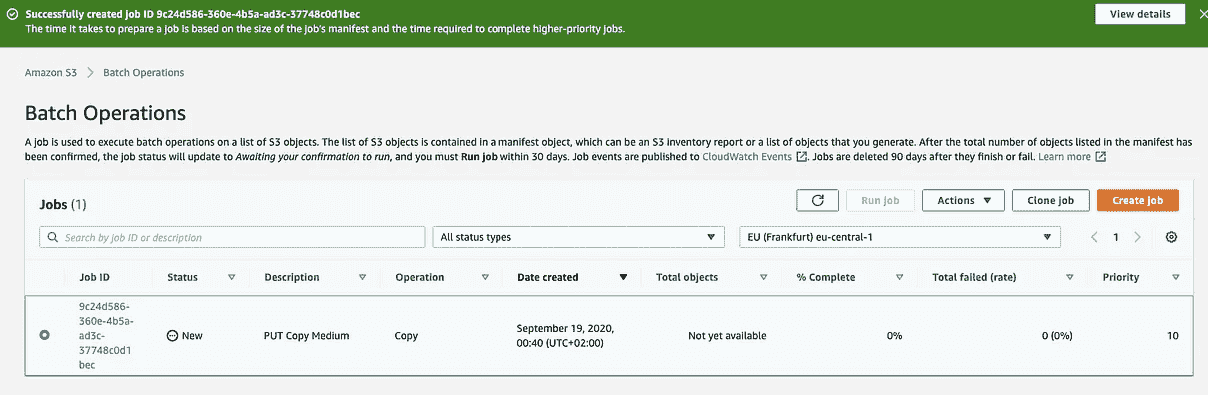 Successfully created job ID 9c24d586-360e-4b5a-ad3c-37748c0d1bec
The time it takes to prepare a job is based on the size of the job's manifest and the time required to complete higher-priority jobs.
View details
Amazon S3 > Batch Operations
Batch Operations
A job is used to execute batch operations on a list of S3 objects. The list of S3 objects is contained in a manifest object, which can be an S3 inventory report or a list of objects that you generate. After the total number of objects listed in the manifest has
been confirmed, the job status will update to Awaiting your confirmation to run, and you must Run job within 30 days. Job events are published to CloudWatch Events. Jobs are deleted 90 days after they finish or fail. Learn more
Jobs (1)
Run job
Actions
Clone job
Create job
Search by job ID or description
All status types
EU (Frankfurt) eu-central-1
1
Job ID Status Description Operation Date created Total objects % Complete Total failed (rate) Priority
9c24d586-
360e-4b5a-
ad3c-
37748c0d1
bec
New
PUT Copy Medium
Copy
September 19, 2020,
00:40 (UTC+02:00)
Not yet available
0%
0 (0%)
10